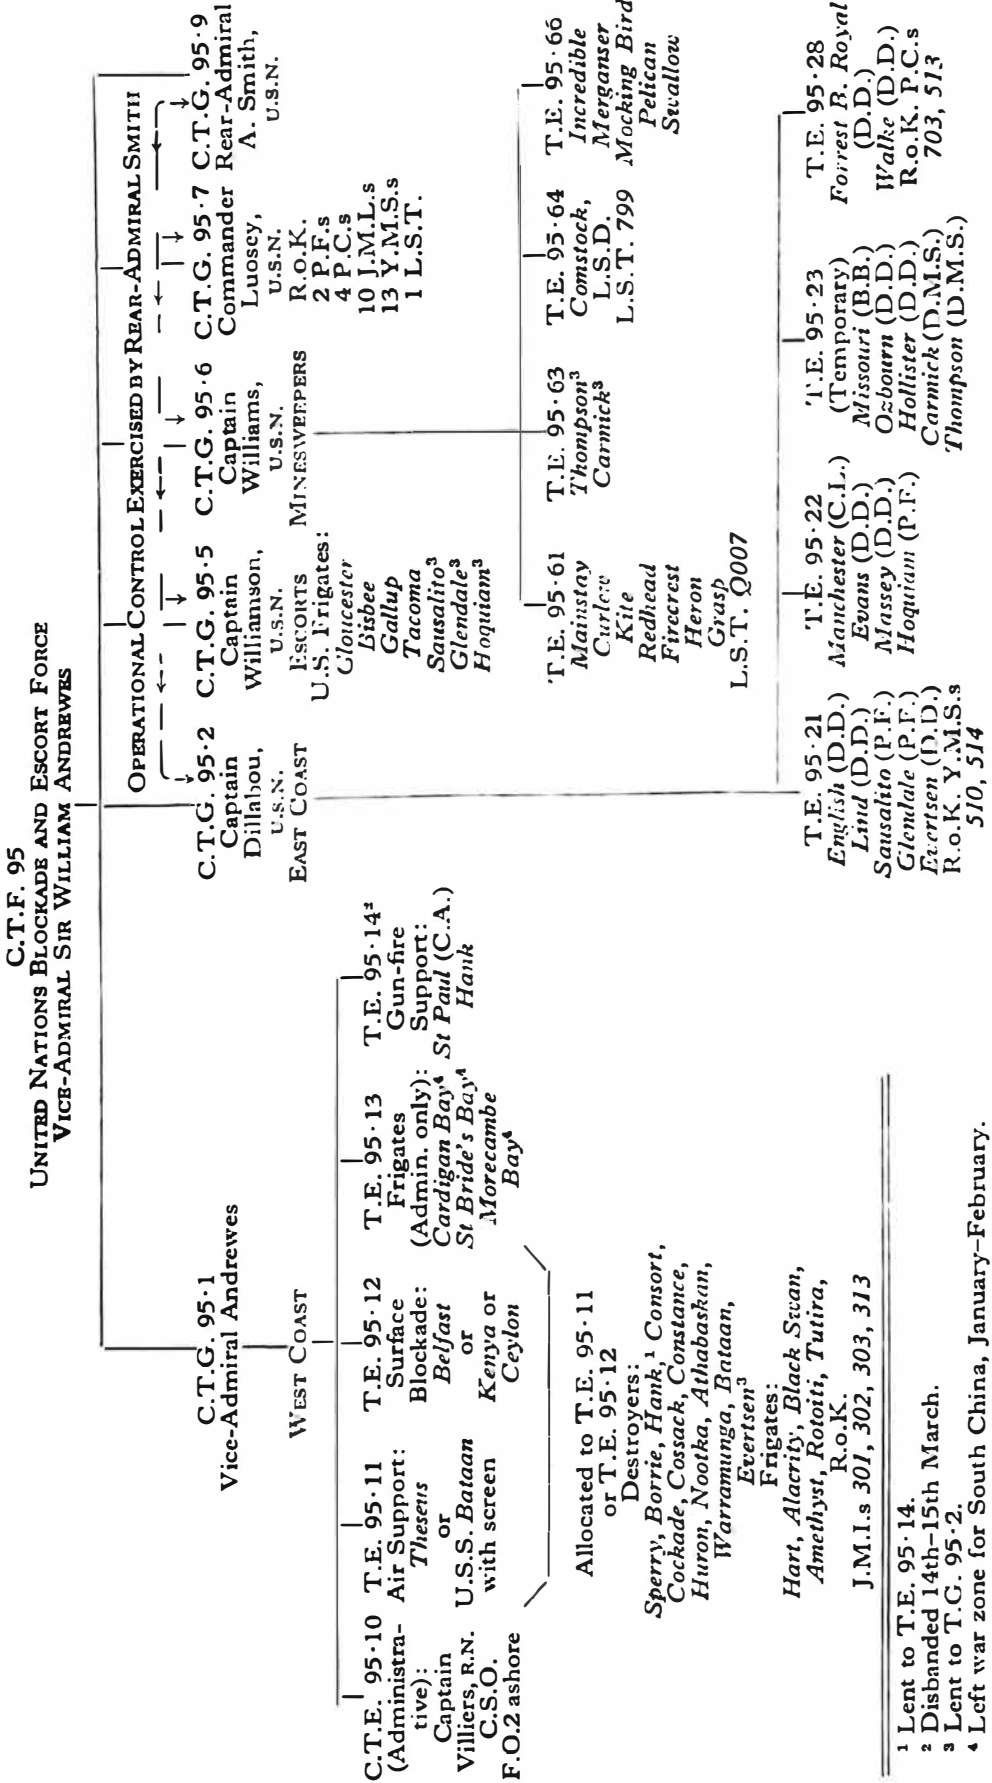 C.T.F. 95
UNITED NATIONS BLOCKADE AND ESCORT FORCE
VICE-ADMIRAL SIR WILLIAM ANDREWES
C.T.G. 95·1
Vice-Admiral Andrewes
WEST COAST
C.T.E. 95·10
(Administra-
tive):
Captain
Villiers, R.N.
C.S.O.
F.O.2 ashore
T.E. 95·11
Air Support:
Theseus
or
U.S.S. Bataan
with screen
T.E. 95·12
Surface
Blockade:
Belfast
or
Kenya or
Ceylon
T.E. 95·13
Frigates
(Admin. only):
Cardigan Bay⁴
St Bride's Bay⁴
Morecambe
Bay⁴
T.E. 95·14²
Gun-fire
Support:
St Paul (C.A.)
Hank
Allocated to T.E. 95·11
or T.E. 95·12
Destroyers:
Sperry, Borrie, Hank,¹ Consort,
Cockade, Cossack, Constance,
Huron, Nootka, Athabaskan,
Warramunga, Bataan,
Evertsen³
Frigates:
Hart, Alacrity, Black Swan,
Amethyst, Rotoiti, Tutira,
R.o.K.
J.M.I.s 301, 302, 303, 313
OPERATIONAL CONTROL EXERCISED BY REAR-ADMIRAL SMITH
C.T.G. 95·2
Captain
Dillabou,
U.S.N.
EAST COAST
C.T.G. 95·5
Captain
Williamson,
U.S.N.
ESCORTS
U.S. Frigates:
Gloucester
Bisbee
Gallup
Tacoma
Sausalito³
Glendale³
Hoquiam³
C.T.G. 95·6
Captain
Williams,
U.S.N.
MINESWEEPERS
C.T.G. 95·7
Commander
Luosey,
U.S.N.
R.o.K.
2 P.F.s
4 P.C.s
10 J.M.L.s
13 Y.M.S.s
1 L.S.T.
C.T.G. 95·9
Rear-Admiral
A. Smith,
U.S.N.
T.E. 95·61
Mainstay
Curlew
Kite
Redhead
Firecrest
Heron
Grasp
L.S.T. Q007
T.E. 95·63
Thompson³
Carmick³
T.E. 95·64
Comstock,
L.S.D.
L.S.T. 799
T.E. 95·66
Incredible
Merganser
Mocking Bird
Pelican
Swallow
T.E. 95·21
English (D.D.)
Lind (D.D.)
Sausalito (P.F.)
Glendale (P.F.)
Evertsen (D.D.)
R.o.K. Y.M.S.s
510, 514
T.E. 95·22
Manchester (C.L.)
Evans (D.D.)
Massey (D.D.)
Hoquiam (P.F.)
T.E. 95·23
(Temporary)
Missouri (B.B.)
Ozbourn (D.D.)
Hollister (D.D.)
Carmick (D.M.S.)
Thompson (D.M.S.)
T.E. 95·28
Forrest R. Royal
(D.D.)
Walke (D.D.)
R.o.K. P.C.s
703, 513
¹ Lent to T.E. 95·14.
² Disbanded 14th–15th March.
³ Lent to T.G. 95·2.
⁴ Left war zone for South China, January–February.